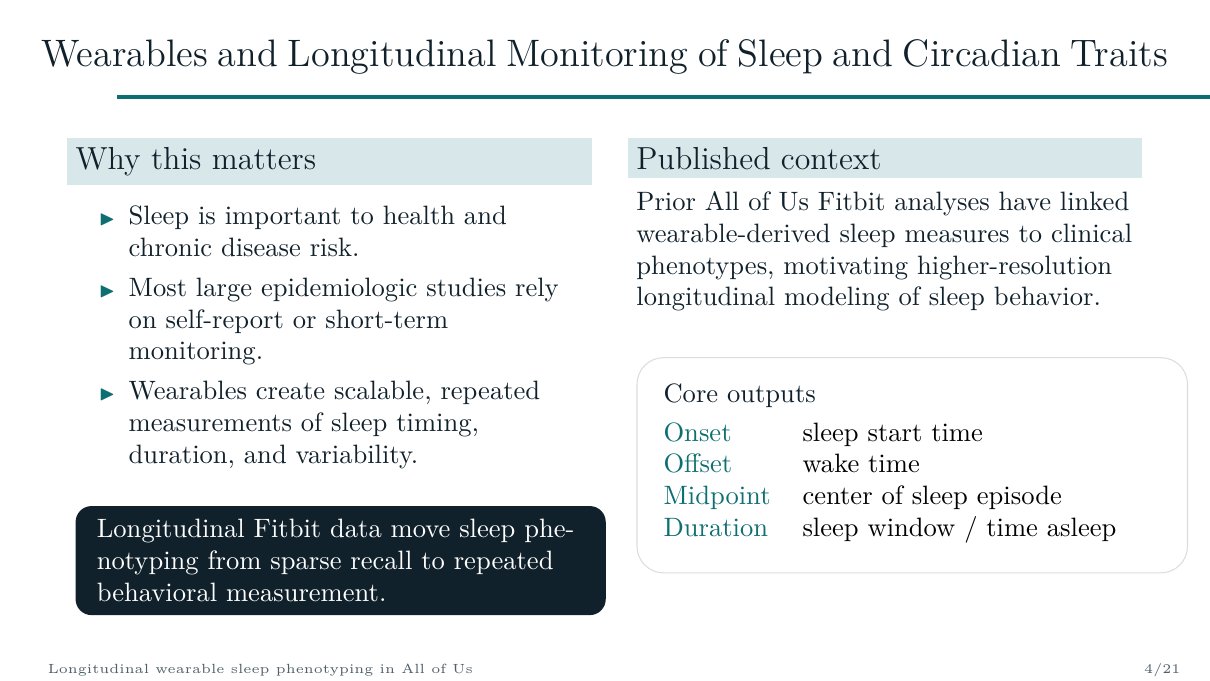 Wearables and Longitudinal Monitoring of Sleep and Circadian Traits
Why this matters
▶ Sleep is important to health and
chronic disease risk.
▶ Most large epidemiologic studies rely
on self-report or short-term
monitoring.
▶ Wearables create scalable, repeated
measurements of sleep timing,
duration, and variability.
Longitudinal Fitbit data move sleep phe-
notyping from sparse recall to repeated
behavioral measurement.
Published context
Prior All of Us Fitbit analyses have linked
wearable-derived sleep measures to clinical
phenotypes, motivating higher-resolution
longitudinal modeling of sleep behavior.
Core outputs
Onset sleep start time
Offset wake time
Midpoint center of sleep episode
Duration sleep window / time asleep
Longitudinal wearable sleep phenotyping in All of Us
4/21